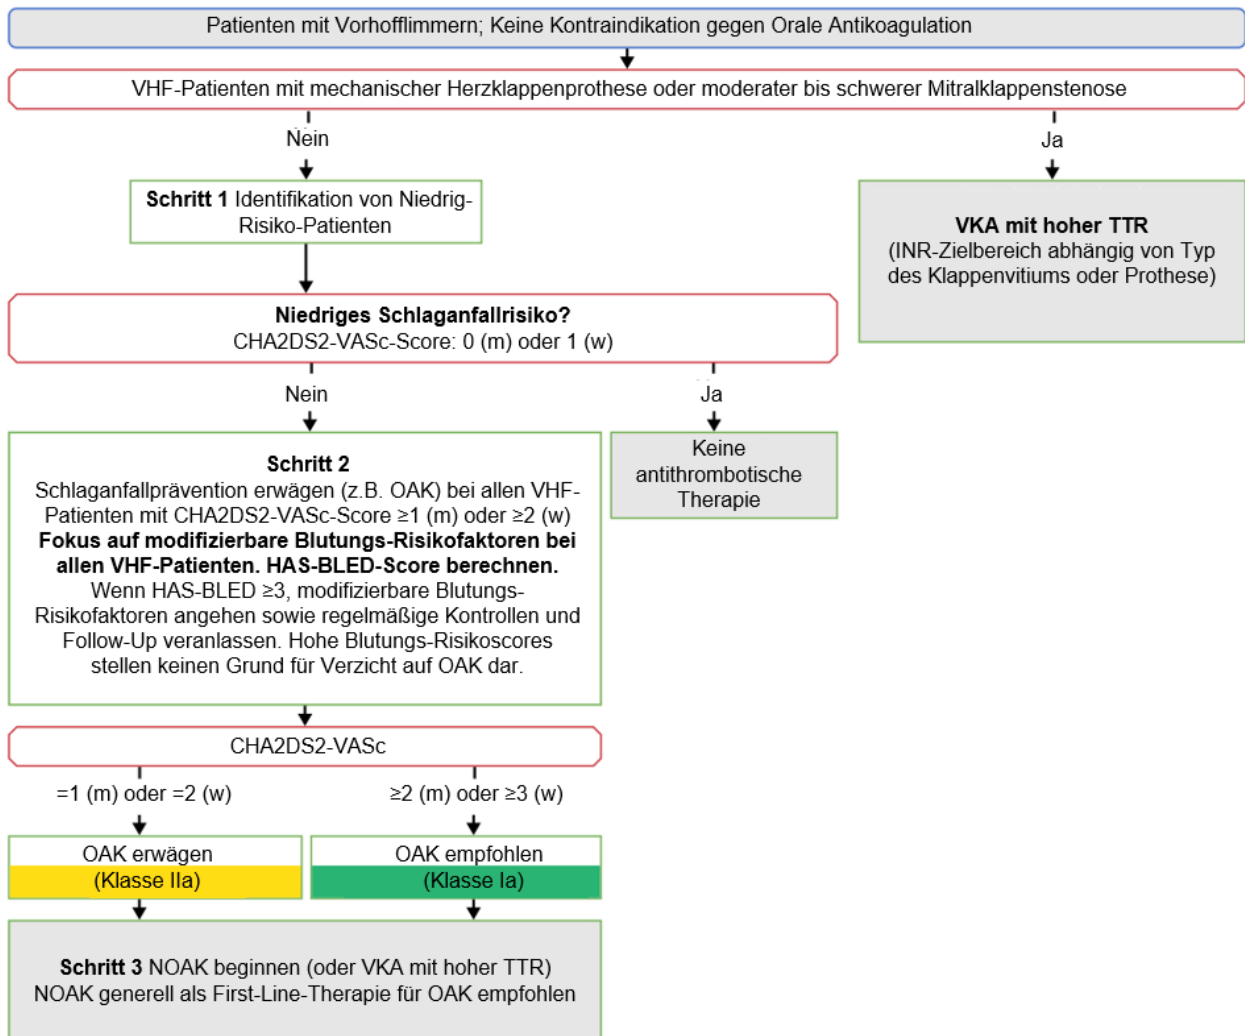 Patienten mit Vorhofflimmern; Keine Kontraindikation gegen Orale Antikoagulation
VHF-Patienten mit mechanischer Herzklappenprothese oder moderater bis schwerer Mitralklappenstenose
Nein
Ja
Schritt 1 Identifikation von Niedrig-
Risiko-Patienten
VKA mit hoher TTR
(INR-Zielbereich abhängig von Typ
des Klappenvitiums oder Prothese)
Niedriges Schlaganfallrisiko?
CHA2DS2-VASc-Score: 0 (m) oder 1 (w)
Nein
Ja
Keine
antithrombotische
Therapie
Schritt 2
Schlaganfallprävention erwägen (z.B. OAK) bei allen VHF-
Patienten mit CHA2DS2-VASc-Score ≥1 (m) oder ≥2 (w)
Fokus auf modifizierbare Blutungs-Risikofaktoren bei
allen VHF-Patienten. HAS-BLED-Score berechnen.
Wenn HAS-BLED ≥3, modifizierbare Blutungs-
Risikofaktoren angehen sowie regelmäßige Kontrollen und
Follow-Up veranlassen. Hohe Blutungs-Risikoscores
stellen keinen Grund für Verzicht auf OAK dar.
CHA2DS2-VASc
=1 (m) oder =2 (w)
≥2 (m) oder ≥3 (w)
OAK erwägen
(Klasse IIa)
OAK empfohlen
(Klasse Ia)
Schritt 3 NOAK beginnen (oder VKA mit hoher TTR)
NOAK generell als First-Line-Therapie für OAK empfohlen